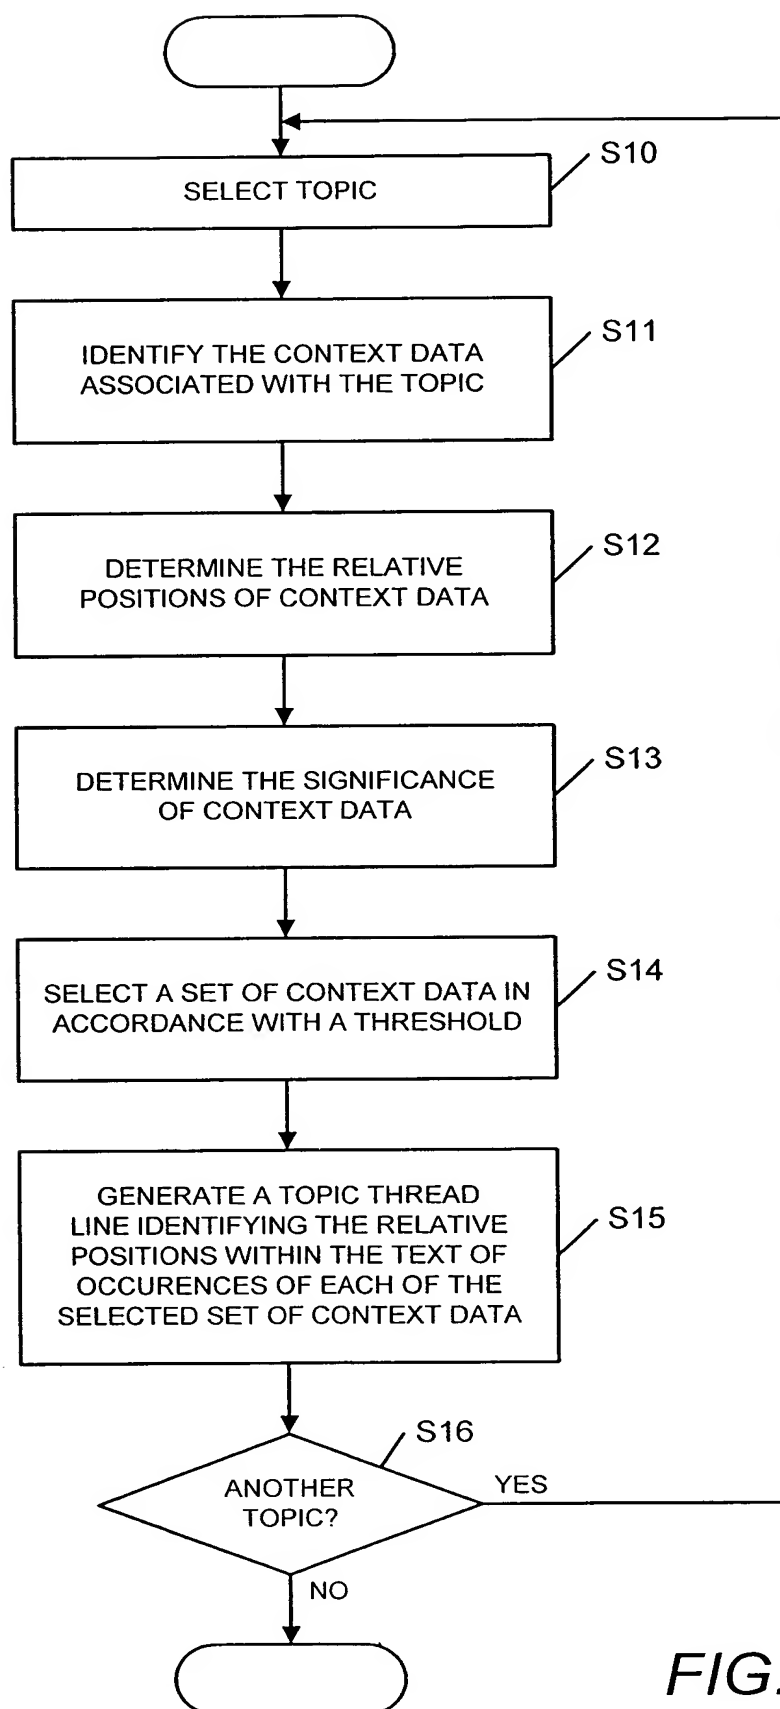 S10
SELECT TOPIC
S11
IDENTIFY THE CONTEXT DATA
ASSOCIATED WITH THE TOPIC
S12
DETERMINE THE RELATIVE
POSITIONS OF CONTEXT DATA
S13
DETERMINE THE SIGNIFICANCE
OF CONTEXT DATA
S14
SELECT A SET OF CONTEXT DATA IN
ACCORDANCE WITH A THRESHOLD
S15
GENERATE A TOPIC THREAD
LINE IDENTIFYING THE RELATIVE
POSITIONS WITHIN THE TEXT OF
OCCURENCES OF EACH OF THE
SELECTED SET OF CONTEXT DATA
S16
ANOTHER
TOPIC?
YES
NO
FIG.